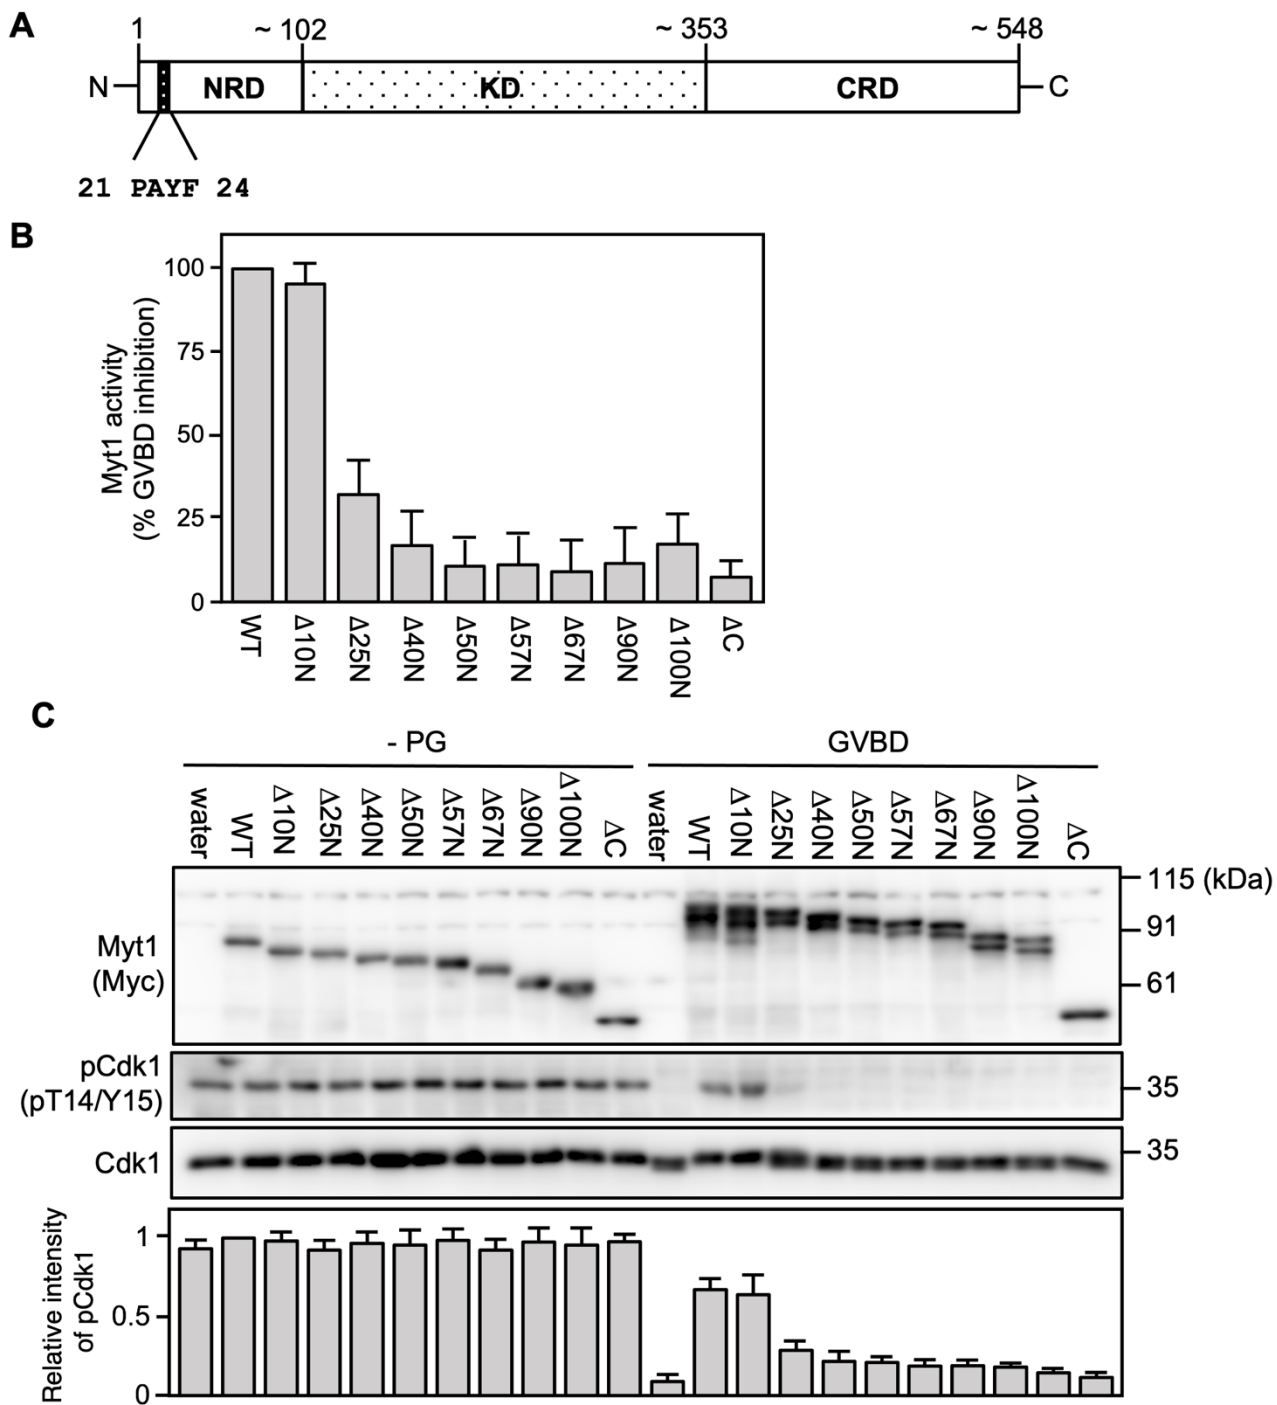 A
1 ~ 102 ~ 353 ~ 548
N NRD KD CRD C
21 PAYF 24
B
Myt1 activity
(% GVBD inhibition)
100
75
50
25
0
WT Δ10N Δ25N Δ40N Δ50N Δ57N Δ67N Δ90N Δ100N ΔC
C
- PG GVBD
water WT Δ10N Δ25N Δ40N Δ50N Δ57N Δ67N Δ90N Δ100N ΔC water WT Δ10N Δ25N Δ40N Δ50N Δ57N Δ67N Δ90N Δ100N ΔC
115 (kDa)
91
Myt1
(Myc)
61
pCdk1
(pT14/Y15)
35
Cdk1
35
Relative intensity
of pCdk1
1
0.5
0